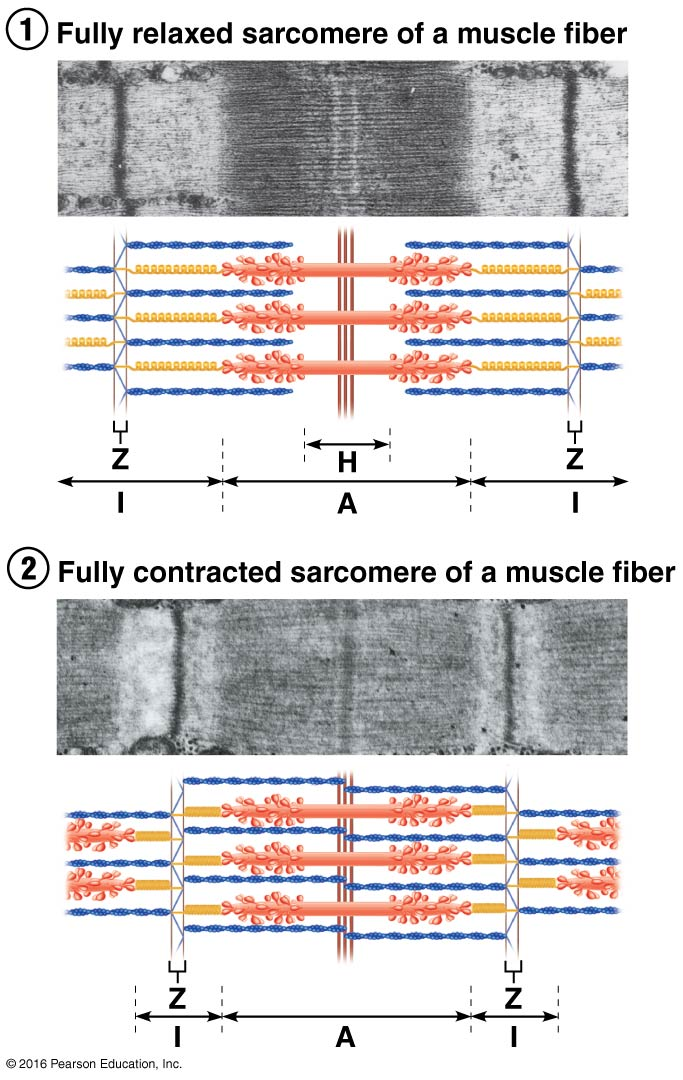 1 Fully relaxed sarcomere of a muscle fiber
Z H Z
I A I
2 Fully contracted sarcomere of a muscle fiber
Z Z
I A I
© 2016 Pearson Education, Inc.